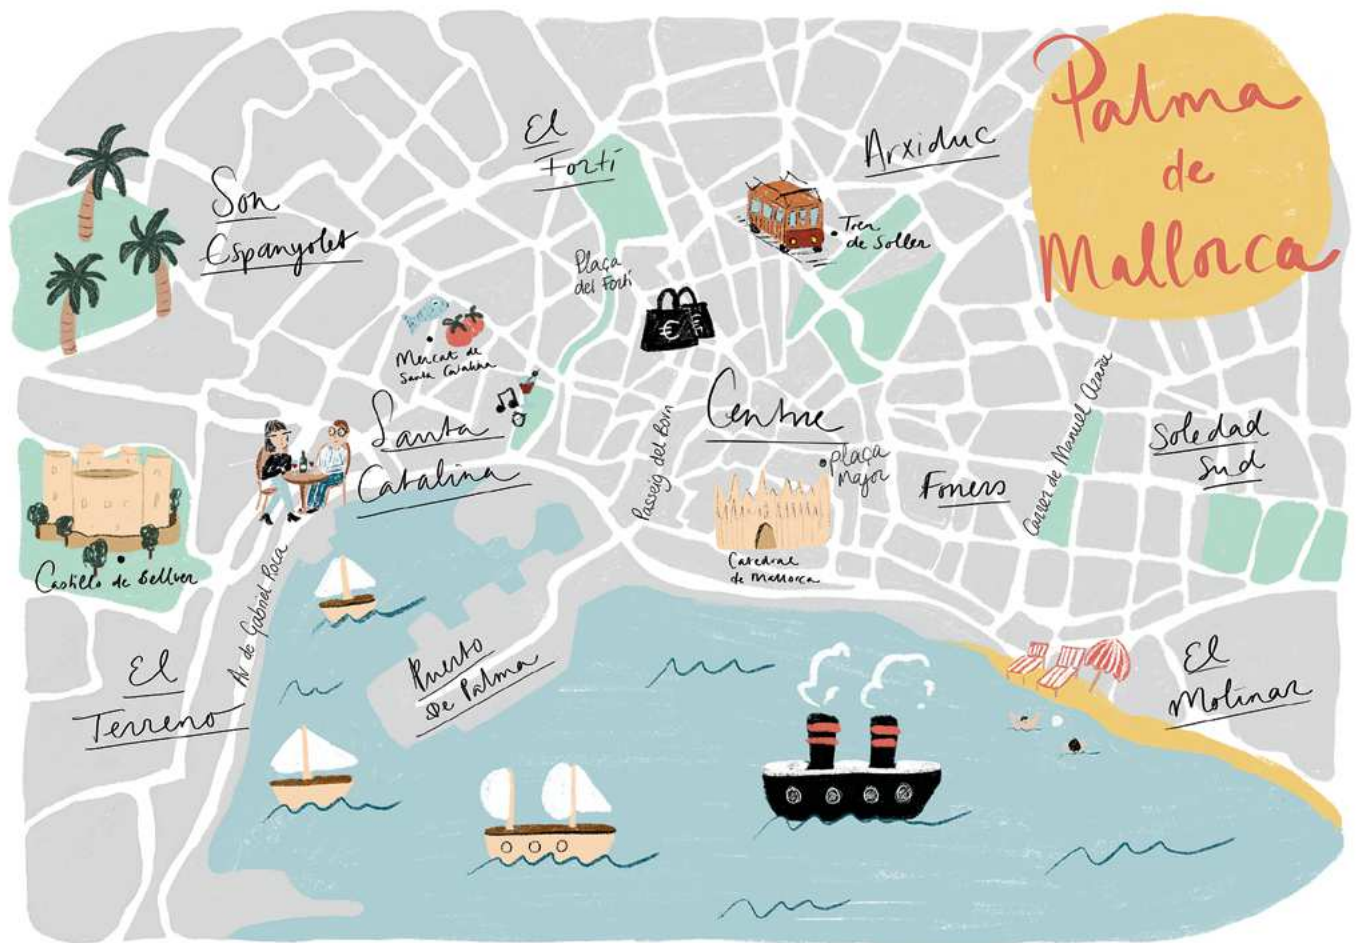 Palma
de
Mallorca
El
Fortí
Arxiduc
Son
Espanyolet
Tren
de Soller
Plaça
del Fortí
€
Mercat de
Santa Catalina
Santa
Catalina
Passeig del Born
Centre
Plaça
Major
Foners
Carrer de Manuel Azaña
Soledad
Sud
Castillo de Bellver
Av de Gabriel Roca
Catedral
de Mallorca
El
Terreno
Puerto
de Palma
El
Molinar